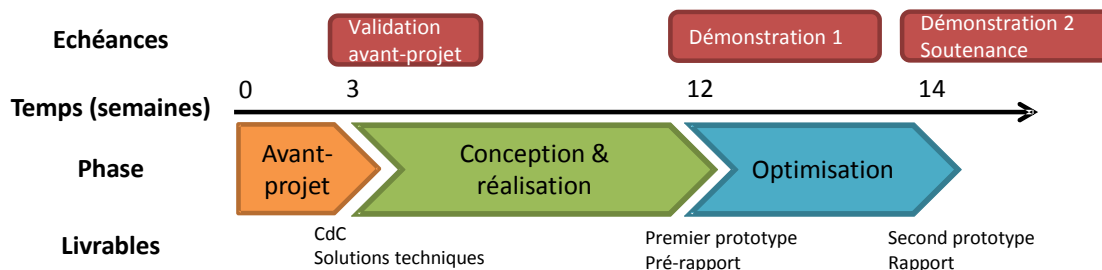 Echéances
Validation
avant-projet
Démonstration 1
Démonstration 2
Soutenance
0
3
12
14
Temps (semaines)
Phase
Avant-
projet
Conception &
réalisation
Optimisation
Livrables
CdC
Solutions techniques
Premier prototype
Pré-rapport
Second prototype
Rapport